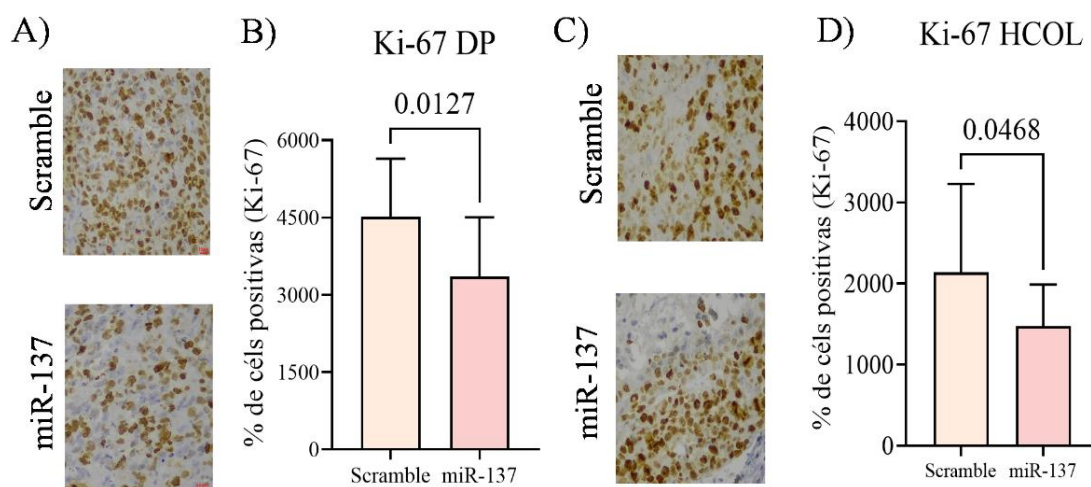 A)
Scramble
miR-137
B)
Ki-67 DP
0.0127
% de céls positivas (Ki-67)
6000
4500
3000
1500
0
Scramble miR-137
C)
Scramble
miR-137
D)
Ki-67 HCOL
0.0468
% de céls positivas (Ki-67)
4000
3000
2000
1000
0
Scramble miR-137